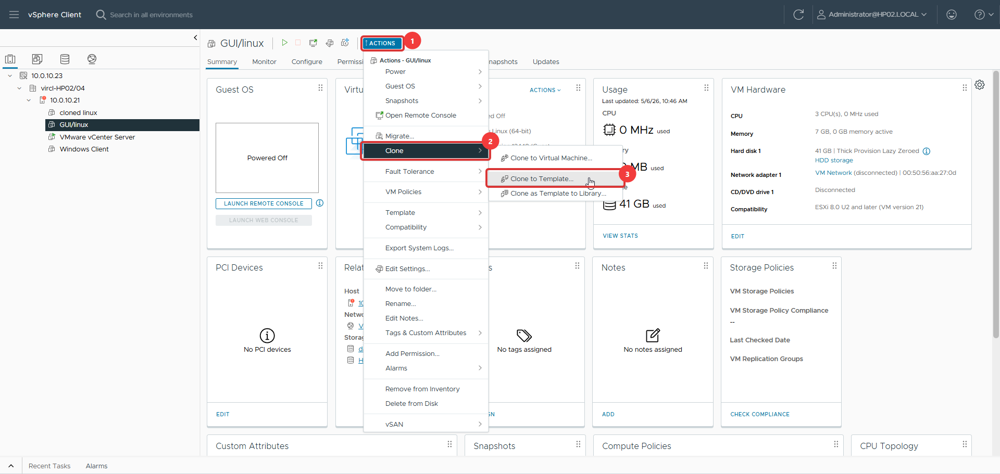 vSphere Client
Search in all environments
Administrator@HP02.LOCAL
GUI/linux
ACTIONS
1
Summary
Monitor
Configure
Permissi
napshots
Updates
10.0.10.23
vircl-HP02/04
10.0.10.21
cloned linux
GUI/linux
VMware vCenter Server
Windows Client
Actions - GUI/linux
Power
Guest OS
Snapshots
Open Remote Console
Migrate...
Clone
2
Fault Tolerance
VM Policies
Template
Compatibility
Export System Logs...
Edit Settings...
Move to folder...
Rename...
Edit Notes...
Tags & Custom Attributes
Add Permission...
Alarms
Remove from Inventory
Delete from Disk
vSAN
Clone to Virtual Machine...
Clone to Template...
3
Clone as Template to Library...
Guest OS
Powered Off
LAUNCH REMOTE CONSOLE
LAUNCH WEB CONSOLE
Virtu
ACTIONS
ed Off
Linux (64-bit)
Usage
Last updated: 5/6/26, 10:46 AM
CPU
0 MHz used
ry
MB used
e
41 GB used
VIEW STATS
VM Hardware
CPU
3 CPU(s), 0 MHz used
Memory
7 GB, 0 GB memory active
Hard disk 1
41 GB | Thick Provision Lazy Zeroed
HDD storage
Network adapter 1
VM Network (disconnected) | 00:50:56:aa:27:0d
CD/DVD drive 1
Disconnected
Compatibility
ESXi 8.0 U2 and later (VM version 21)
EDIT
PCI Devices
No PCI devices
EDIT
Relat
Host
10
Netwo
V
Storag
H
s
No tags assigned
GN
Notes
No notes assigned
ADD
Storage Policies
VM Storage Policies
VM Storage Policy Compliance
--
Last Checked Date
VM Replication Groups
CHECK COMPLIANCE
Custom Attributes
Snapshots
Compute Policies
CPU Topology
Recent Tasks
Alarms